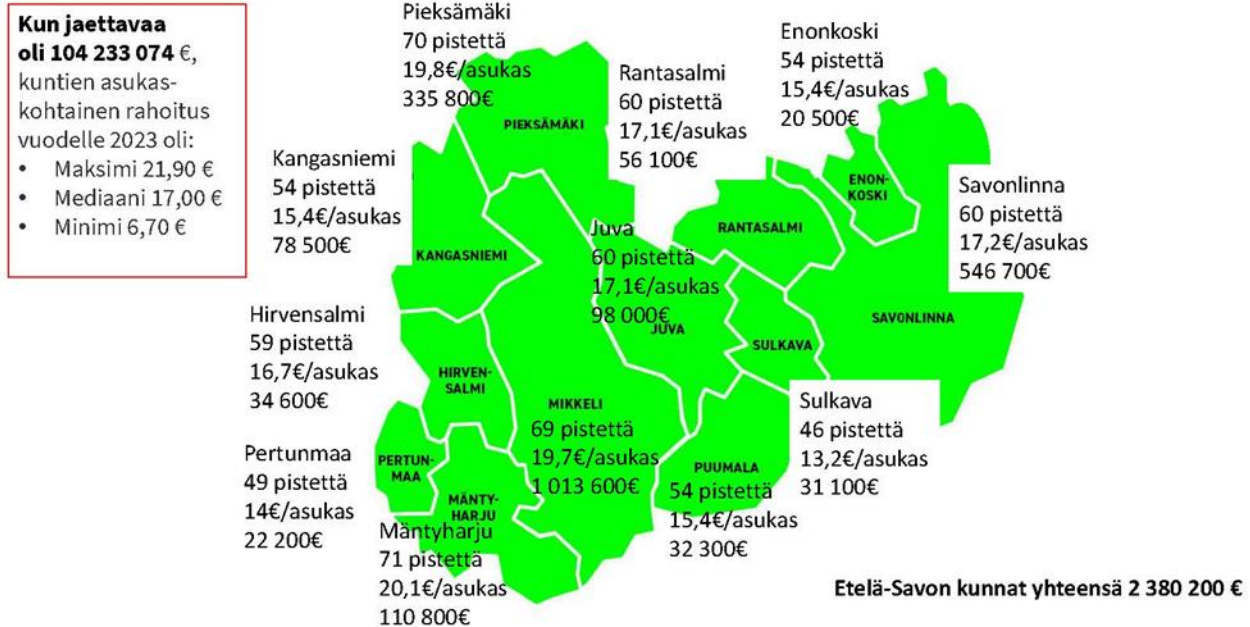 Kun jaettavaa
oli 104 233 074 €,
kuntien asukas-
kohtainen rahoitus
vuodelle 2023 oli:
• Maksimi 21,90 €
• Mediaani 17,00 €
• Minimi 6,70 €
Pieksämäki
70 pistettä
19,8€/asukas
335 800€
PIEKSÄMÄKI
Rantasalmi
60 pistettä
17,1€/asukas
56 100€
RANTASALMI
Enonkoski
54 pistettä
15,4€/asukas
20 500€
ENON-
KOSKI
Kangasniemi
54 pistettä
15,4€/asukas
78 500€
KANGASNIEMI
Juva
60 pistettä
17,1€/asukas
98 000€
JUVA
Savonlinna
60 pistettä
17,2€/asukas
546 700€
SAVONLINNA
SULKAVA
Hirvensalmi
59 pistettä
16,7€/asukas
34 600€
HIRVEN-
SALMI
MIKKELI
69 pistettä
19,7€/asukas
1 013 600€
Sulkava
46 pistettä
13,2€/asukas
31 100€
Pertunmaa
49 pistettä
14€/asukas
22 200€
PERTUN-
MAA
PUUMALA
54 pistettä
15,4€/asukas
32 300€
MÄNTY-
HARJU
Mäntyharju
71 pistettä
20,1€/asukas
110 800€
Etelä-Savon kunnat yhteensä 2 380 200 €